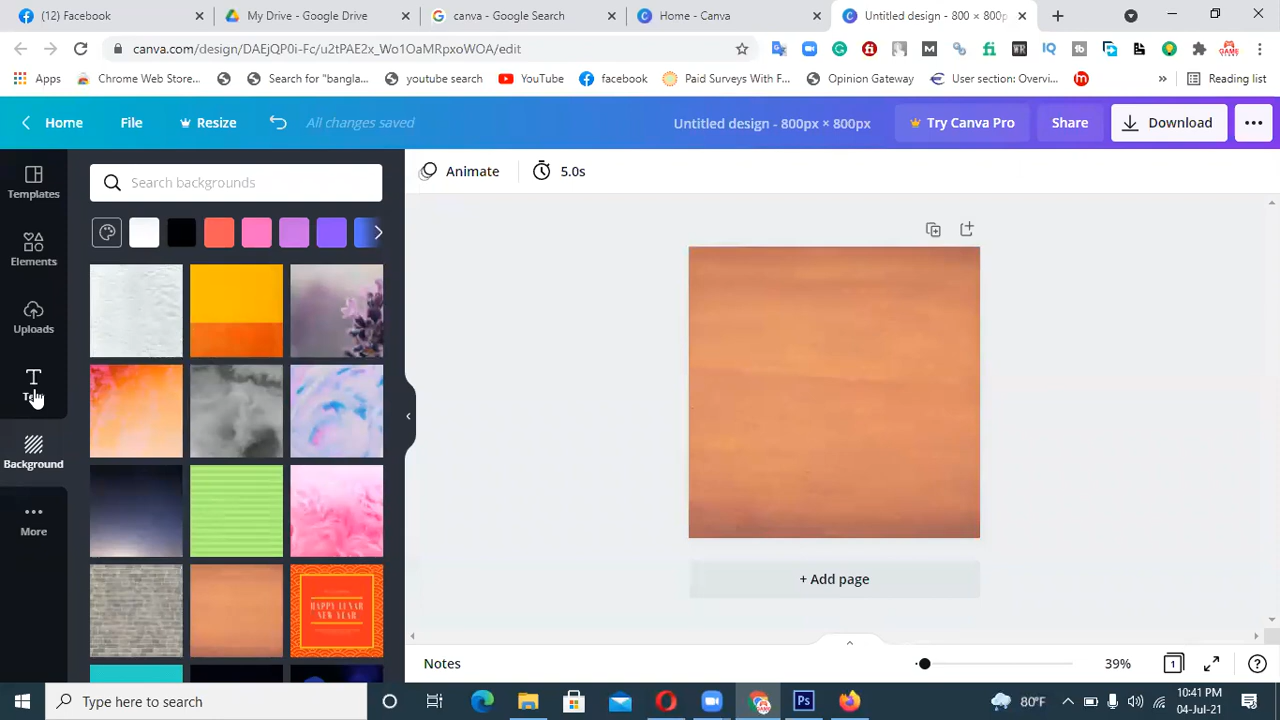 (12) Facebook
My Drive - Google Drive
canva - Google Search
Home - Canva
Untitled design - 800 × 800p
canva.com/design/DAEjQP0i-Fc/u2tPAE2x_Wo1OaMRpxoWOA/edit
Apps
Chrome Web Store...
Search for "bangla...
youtube.search
YouTube
facebook
Paid Surveys With F...
Opinion Gateway
User section: Overvi...
Reading list
Home
File
Resize
All changes saved
Untitled design - 800px × 800px
Try Canva Pro
Share
Download
Templates
Search backgrounds
Animate
5.0s
Elements
Uploads
Background
More
HAPPY LUNAR
NEW YEAR
+ Add page
Notes
39%
1
Type here to search
80°F
10:41 PM
04-Jul-21